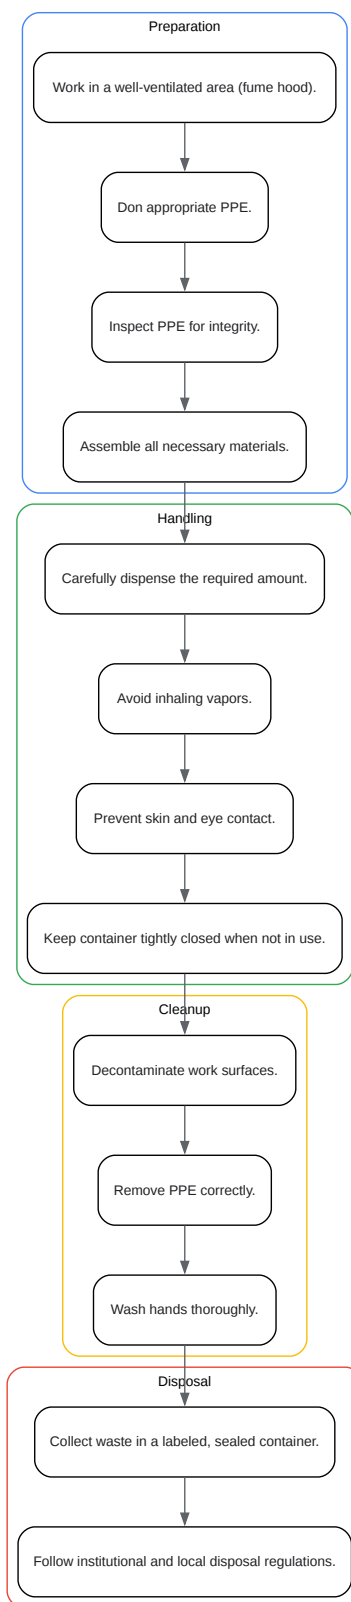 Preparation
Work in a well-ventilated area (fume hood).
Don appropriate PPE.
Inspect PPE for integrity.
Assemble all necessary materials.
Handling
Carefully dispense the required amount.
Avoid inhaling vapors.
Prevent skin and eye contact.
Keep container tightly closed when not in use.
Cleanup
Decontaminate work surfaces.
Remove PPE correctly.
Wash hands thoroughly.
Disposal
Collect waste in a labeled, sealed container.
Follow institutional and local disposal regulations.